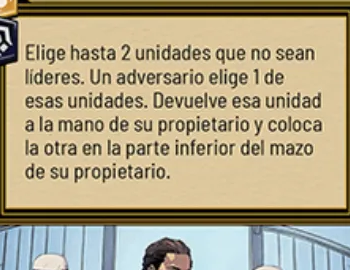 Elige hasta 2 unidades que no sean
líderes. Un adversario elige 1 de
esas unidades. Devuelve esa unidad
a la mano de su propietario y coloca
la otra en la parte inferior del mazo
de su propietario.